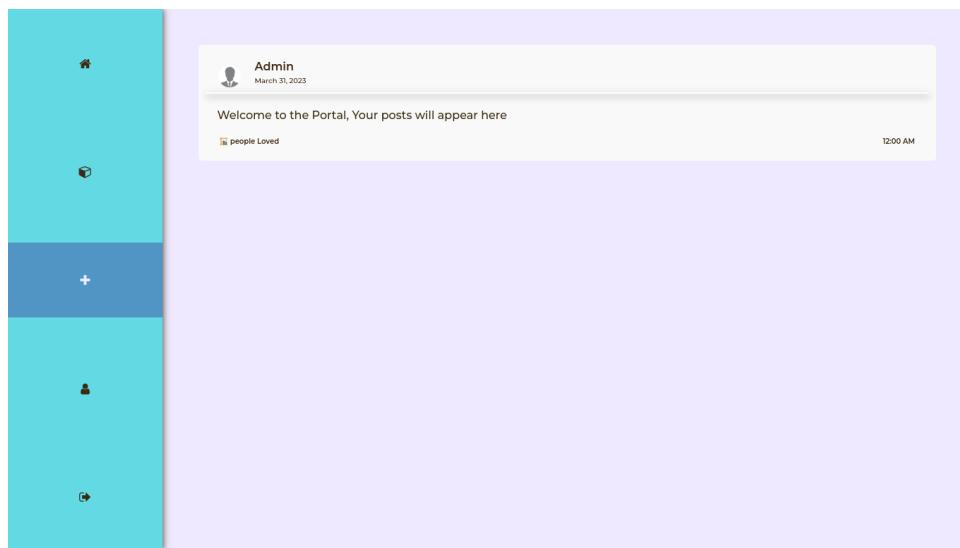 Admin
March 31, 2023
Welcome to the Portal, Your posts will appear here
people Loved
12:00 AM